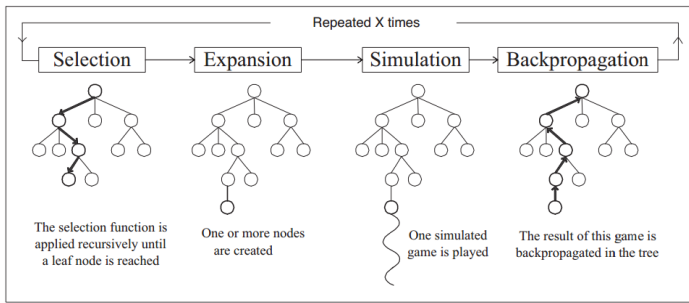 Repeated X times
Selection
Expansion
Simulation
Backpropagation
The selection function is
applied recursively until
a leaf node is reached
One or more nodes
are created
One simulated
game is played
The result of this game is
backpropagated in the tree